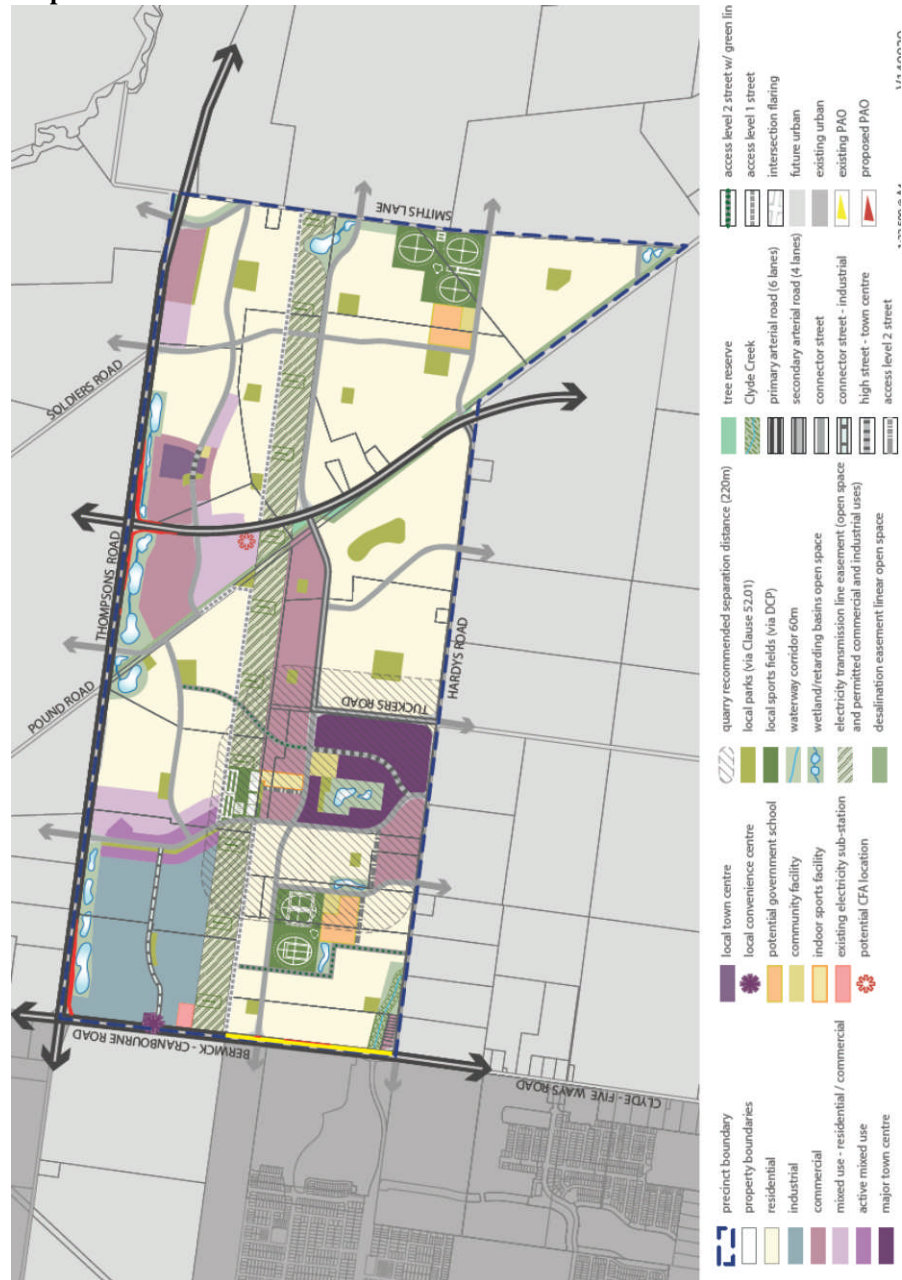 THOMPSONS ROAD
SOLDIERS ROAD
POUND ROAD
SMITHS LANE
HARDYS ROAD
TUCKERS ROAD
BERWICK - CRANBOURNE ROAD
CLYDE - FIVE WAYS ROAD
precinct boundary
property boundaries
residential
industrial
commercial
mixed use - residential / commercial
active mixed use
major town centre
local town centre
local convenience centre
potential government school
community facility
indoor sports facility
existing electricity sub-station
potential CFA location
quarry recommended separation distance (220m)
local parks (via Clause 52.01)
local sports fields (via DCP)
waterway corridor 60m
wetland/retarding basins open space
electricity transmission line easement (open space
and permitted commercial and industrial uses)
desalination easement linear open space
tree reserve
Clyde Creek
primary arterial road (6 lanes)
secondary arterial road (4 lanes)
connector street
connector street - industrial
high street - town centre
access level 2 street
access level 2 street w/ green lin
access level 1 street
intersection flaring
future urban
existing urban
existing PAO
proposed PAO